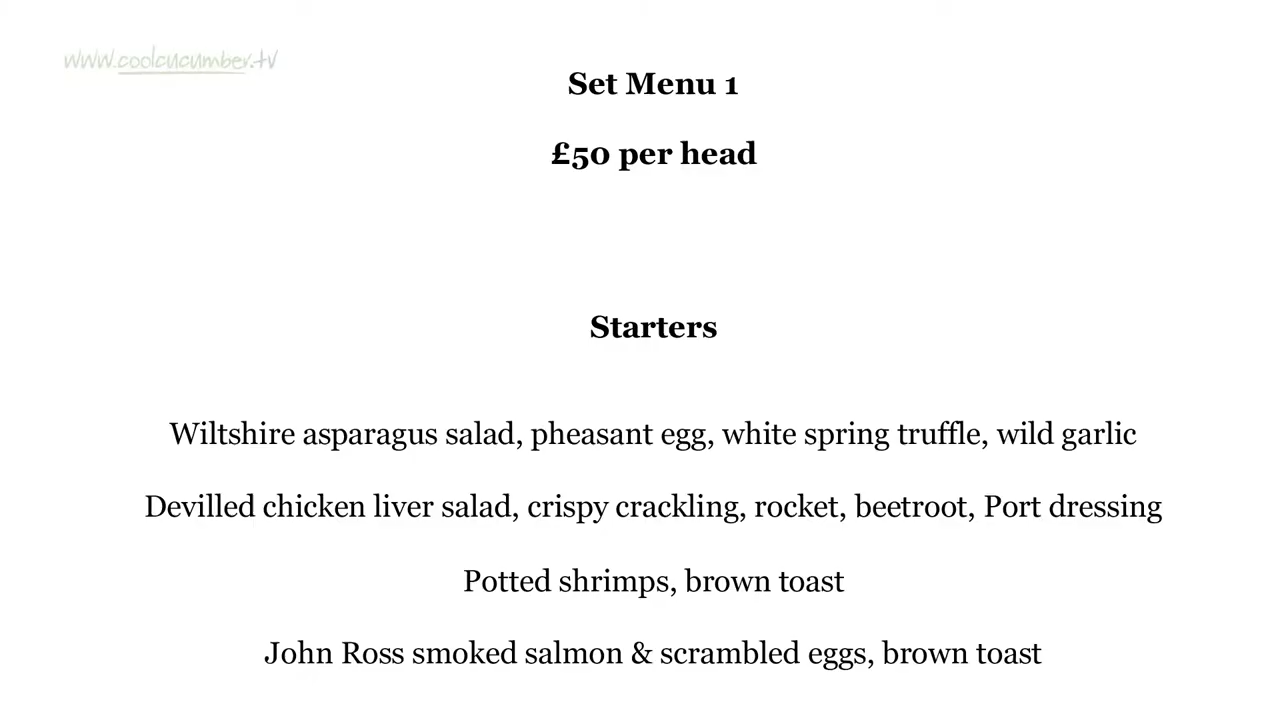 www.coolcucumber.tv
Set Menu 1
£50 per head
Starters
Wiltshire asparagus salad, pheasant egg, white spring truffle, wild garlic
Devilled chicken liver salad, crispy crackling, rocket, beetroot, Port dressing
Potted shrimps, brown toast
John Ross smoked salmon & scrambled eggs, brown toast